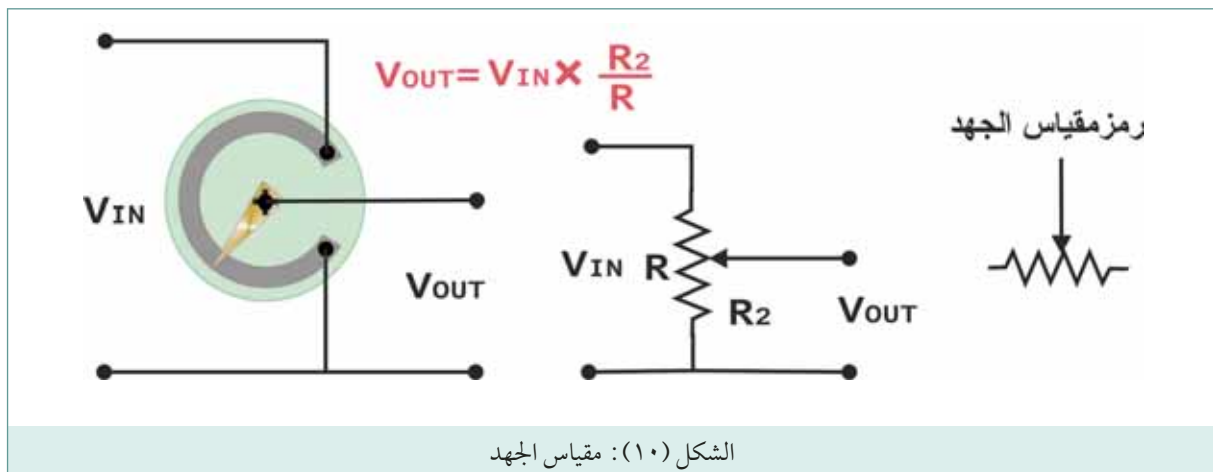 VOUT= VIN× R2/R
رمزمقياس الجهد
VIN
VOUT
VIN
R
R2
VOUT
الشكل (١٠): مقياس الجهد